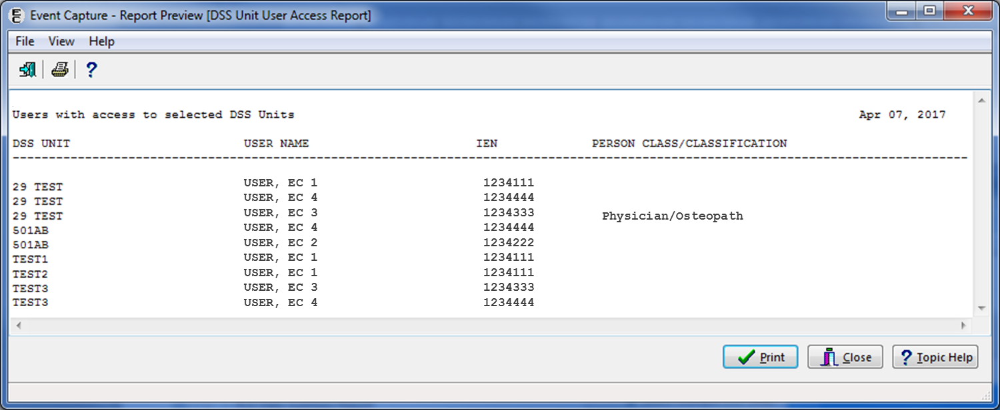 Event Capture - Report Preview [DSS Unit User Access Report]
File View Help
Users with access to selected DSS Units Apr 07, 2017
DSS UNIT USER NAME IEN PERSON CLASS/CLASSIFICATION
29 TEST USER, EC 1 1234111
29 TEST USER, EC 4 1234444
29 TEST USER, EC 3 1234333 Physician/Osteopath
501AB USER, EC 4 1234444
501AB USER, EC 2 1234222
TEST1 USER, EC 1 1234111
TEST2 USER, EC 1 1234111
TEST3 USER, EC 3 1234333
TEST3 USER, EC 4 1234444
Print Close Topic Help